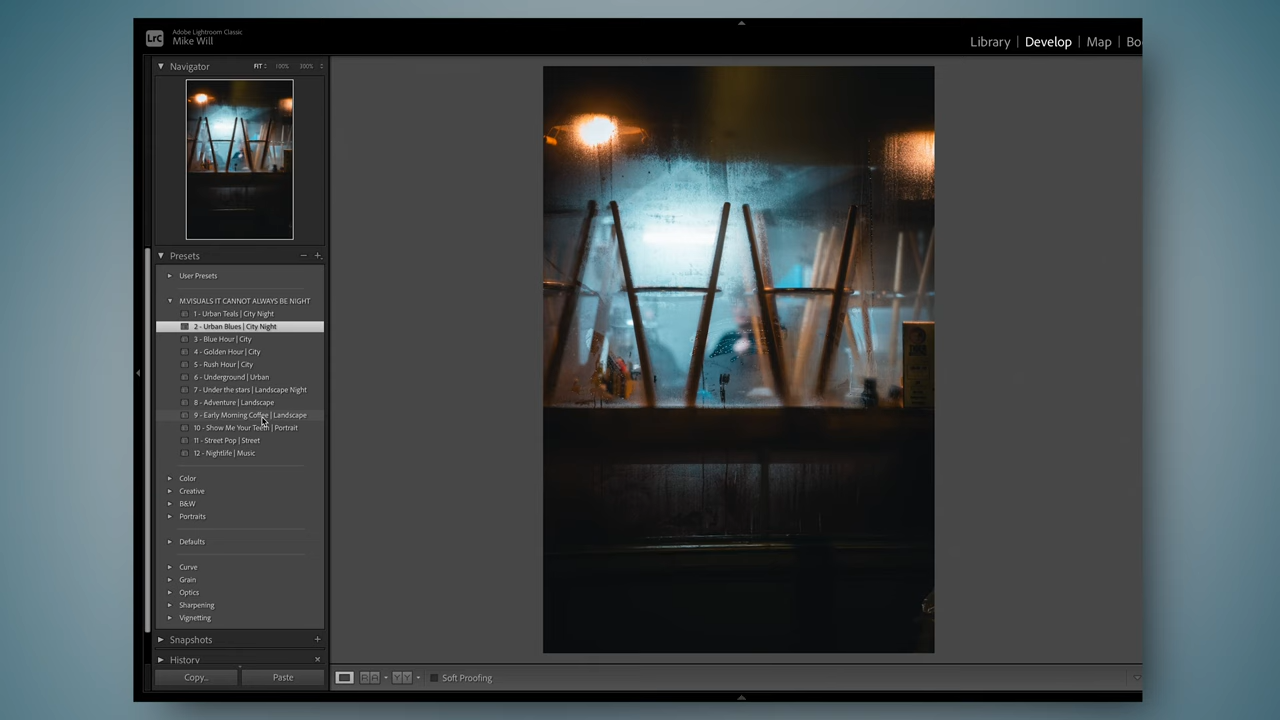 LrC
Adobe Lightroom Classic
Mike Will
Library | Develop | Map | Bo
Navigator FIT 100% 300%
Presets
User Presets
M.VISUALS IT CANNOT ALWAYS BE NIGHT
1 - Urban Teals | City Night
2 - Urban Blues | City Night
3 - Blue Hour | City
4 - Golden Hour | City
5 - Rush Hour | City
6 - Underground | Urban
7 - Under the stars | Landscape Night
8 - Adventure | Landscape
9 - Early Morning Coffee | Landscape
10 - Show Me Your Teeth | Portrait
11 - Street Pop | Street
12 - Nightlife | Music
Color
Creative
B&W
Portraits
Defaults
Curve
Grain
Optics
Sharpening
Vignetting
Snapshots
History
Copy... Paste
Soft Proofing